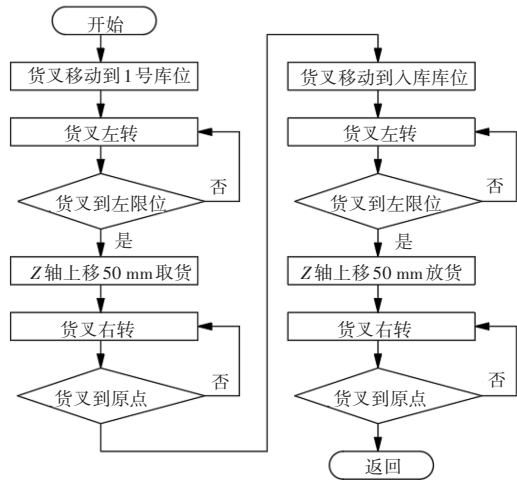 开始
货叉移动到1号库位
货叉左转
货叉到左限位
否
是
Z轴上移50 mm取货
货叉右转
否
货叉到原点
货叉移动到入库库位
货叉左转
货叉到左限位
否
是
Z轴上移50 mm放货
货叉右转
否
货叉到原点
返回